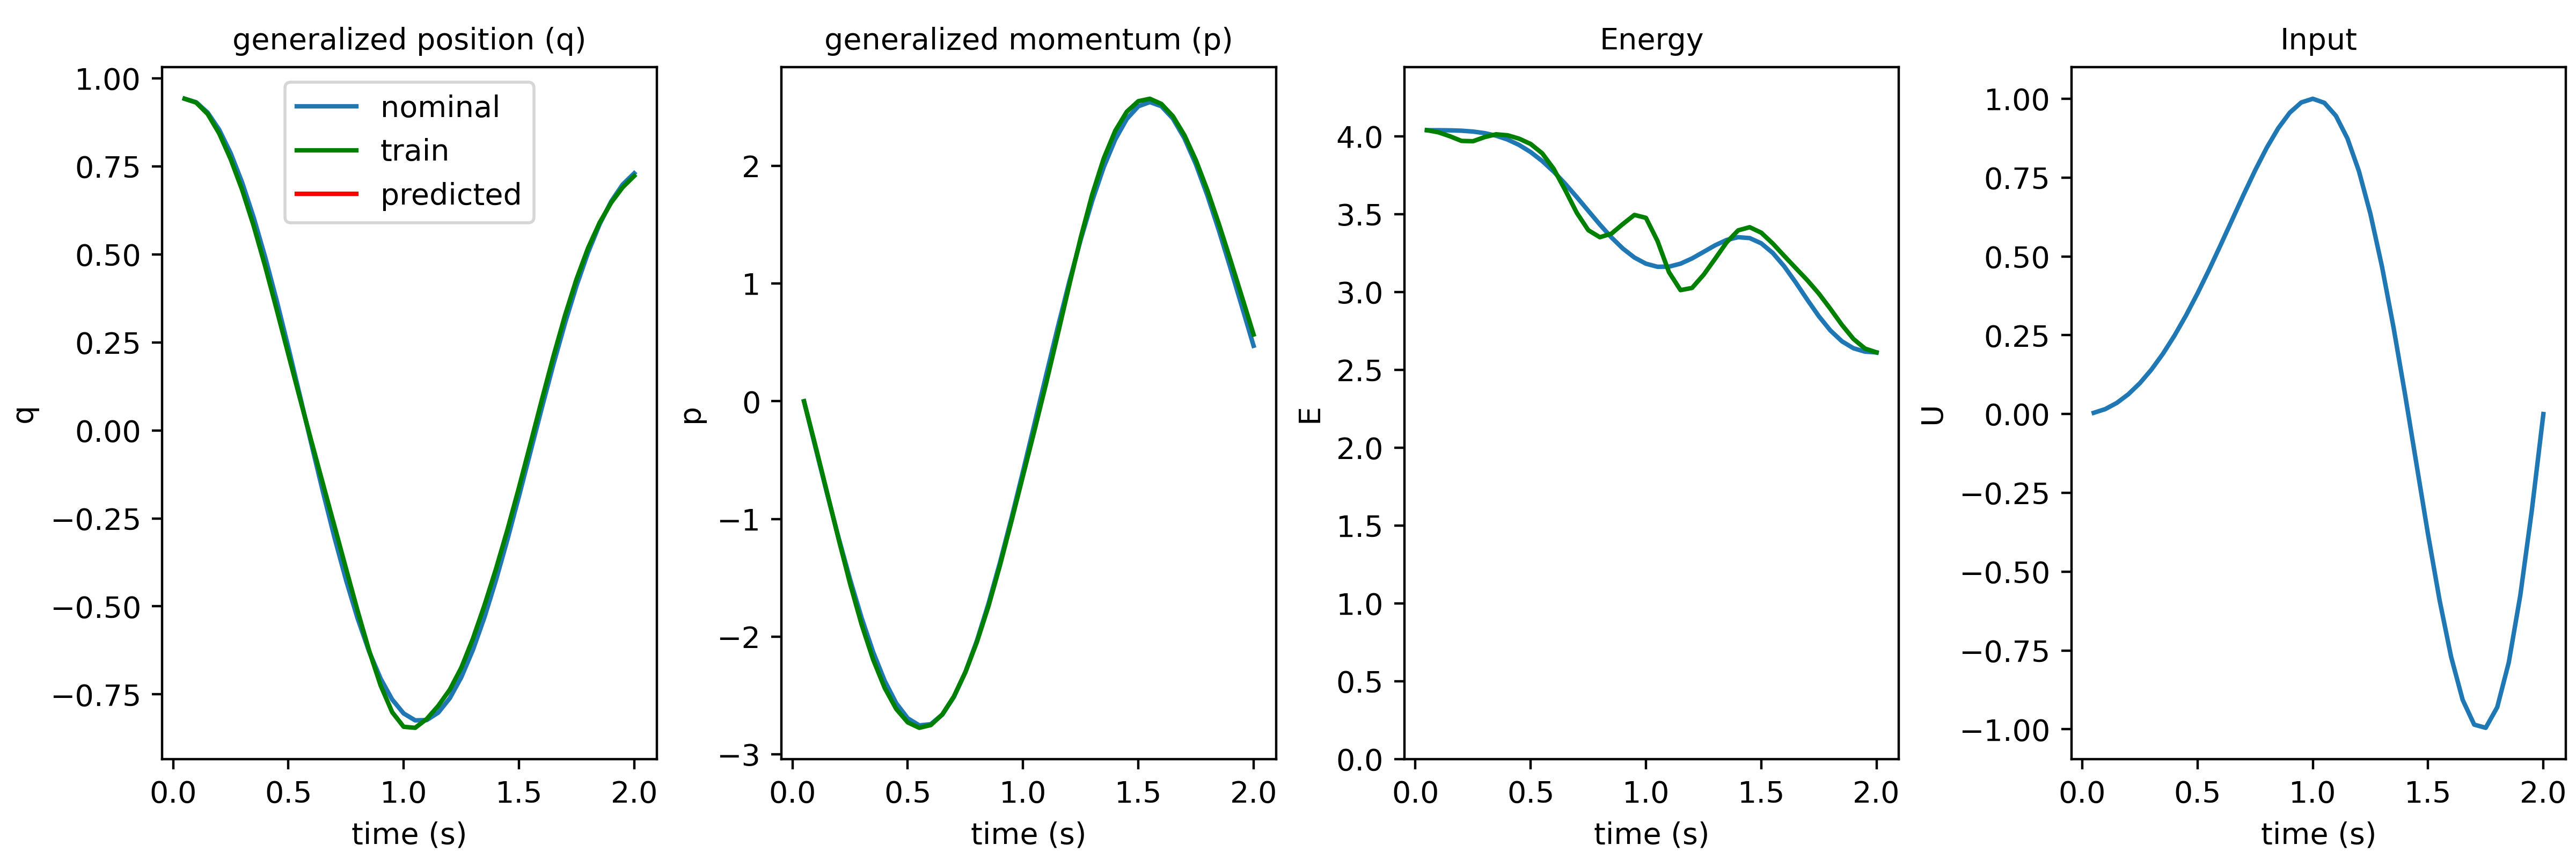 generalized position (q)
1.00
0.75
0.50
0.25
0.00
−0.25
−0.50
−0.75
q
nominal
train
predicted
0.0 0.5 1.0 1.5 2.0
time (s)
generalized momentum (p)
2
1
0
−1
−2
−3
p
0.0 0.5 1.0 1.5 2.0
time (s)
Energy
4.0
3.5
3.0
2.5
2.0
1.5
1.0
0.5
0.0
E
0.0 0.5 1.0 1.5 2.0
time (s)
Input
1.00
0.75
0.50
0.25
0.00
−0.25
−0.50
−0.75
−1.00
U
0.0 0.5 1.0 1.5 2.0
time (s)